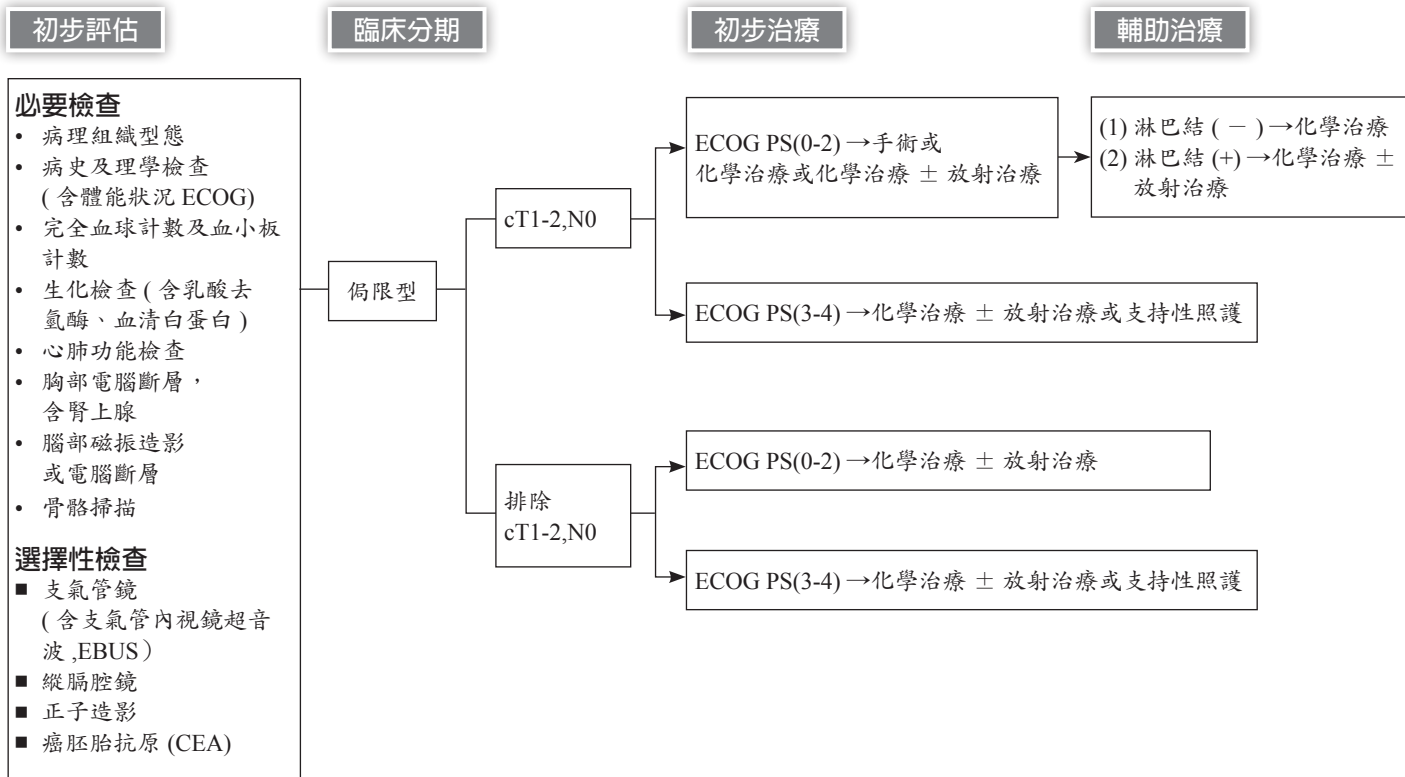 初步評估
臨床分期
初步治療
輔助治療
必要檢查
• 病理組織型態
• 病史及理學檢查
( 含體能狀況 ECOG)
• 完全血球計數及血小板
計數
• 生化檢查 ( 含乳酸去
氫酶、血清白蛋白 )
• 心肺功能檢查
• 胸部電腦斷層，
含腎上腺
• 腦部磁振造影
或電腦斷層
• 骨骼掃描
選擇性檢查
■ 支氣管鏡
( 含支氣管內視鏡超音
波 ,EBUS）
■ 縱膈腔鏡
■ 正子造影
■ 癌胚胎抗原 (CEA)
侷限型
cT1-2,N0
ECOG PS(0-2) →手術或
化學治療或化學治療 ± 放射治療
(1) 淋巴結 ( － ) →化學治療
(2) 淋巴結 (+) →化學治療 ±
放射治療
ECOG PS(3-4) →化學治療 ± 放射治療或支持性照護
排除
cT1-2,N0
ECOG PS(0-2) →化學治療 ± 放射治療
ECOG PS(3-4) →化學治療 ± 放射治療或支持性照護